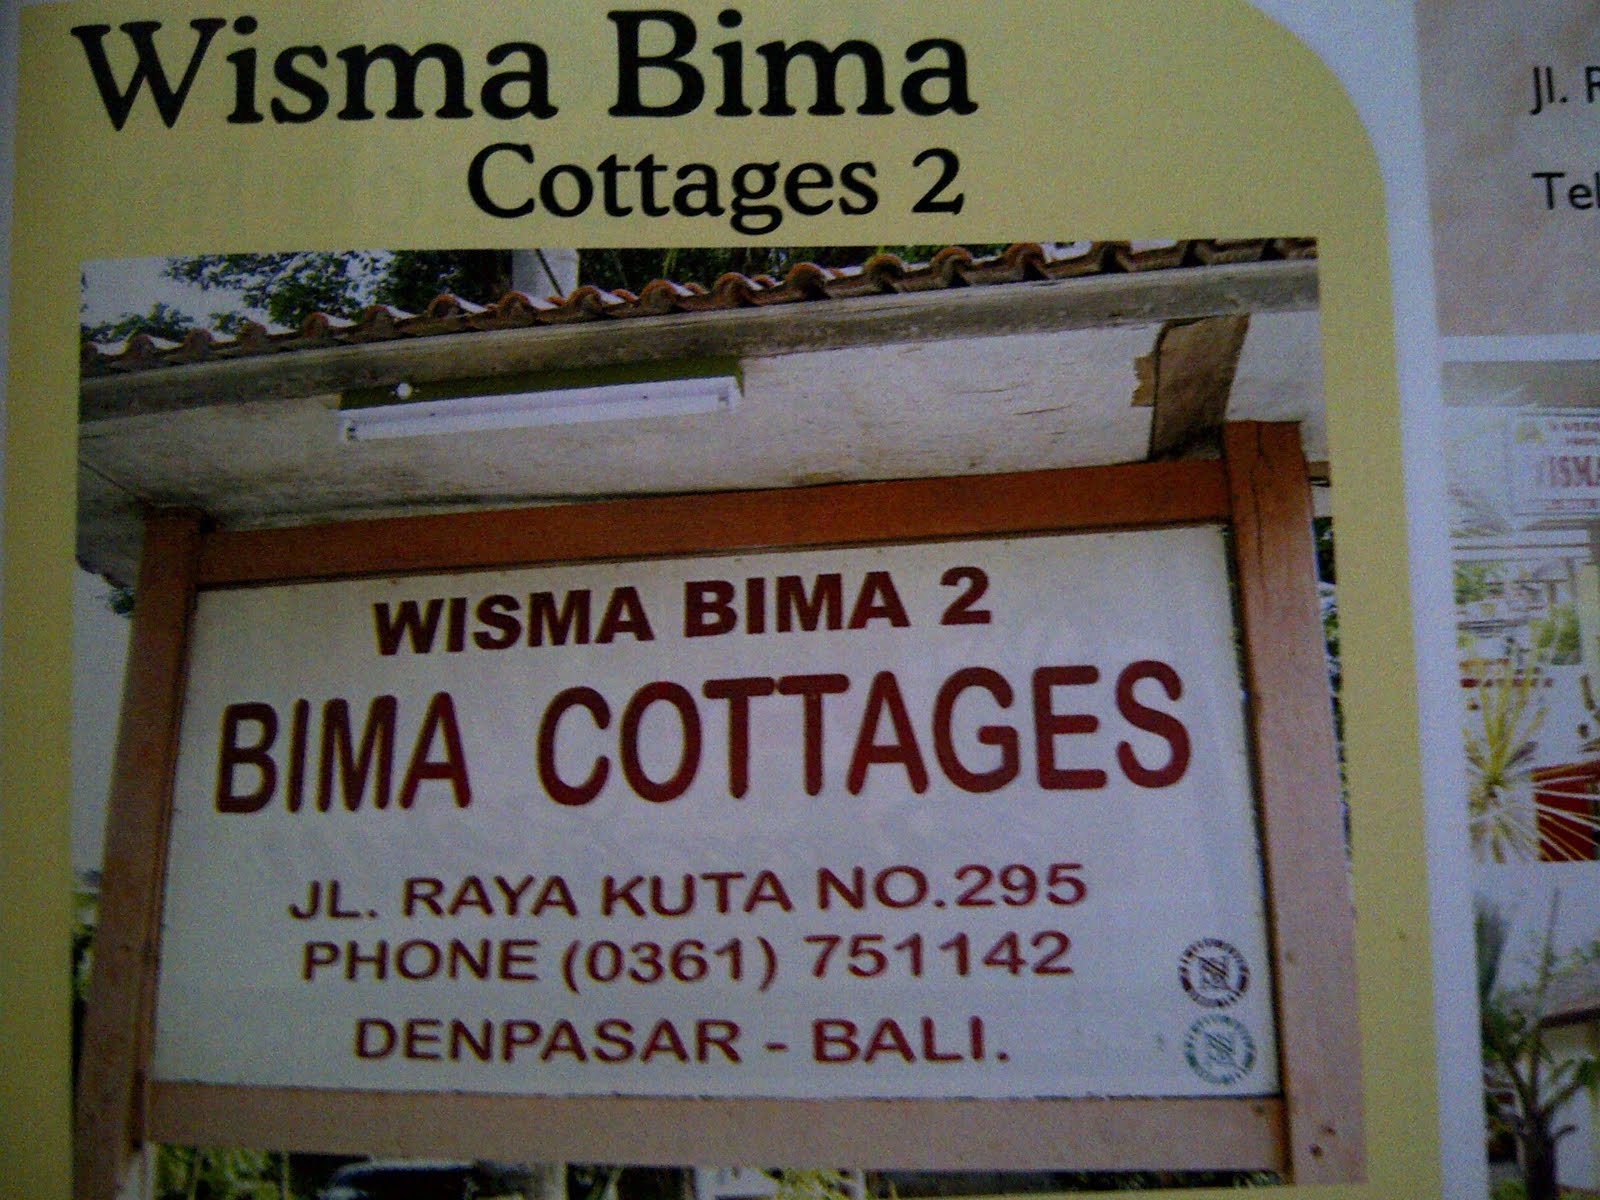 Wisma Bima
Cottages 2
WISMA BIMA 2
BIMA COTTAGES
JL. RAYA KUTA NO.295
PHONE (0361) 751142
DENPASAR - BALI.
Jl.